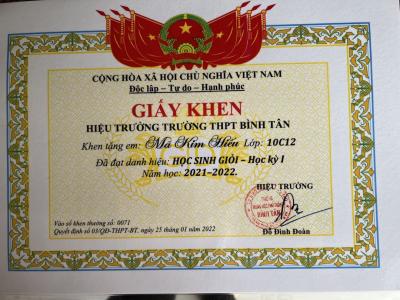 CỘNG HÒA XÃ HỘI CHỦ NGHĨA VIỆT NAM
Độc lập – Tự do – Hạnh phúc
GIẤY KHEN
HIỆU TRƯỞNG TRƯỜNG THPT BÌNH TÂN
Khen tặng em: Mã Kim Hiếu Lớp: 10C12
Đã đạt danh hiệu: HỌC SINH GIỎI – Học kỳ I
Năm học: 2021-2022.
HIỆU TRƯỞNG
BÌNH TÂN
Vào sổ khen thưởng số: 0071
Quyết định số 03/QĐ-THPT-BT. ngày 25 tháng 01 năm 2022
Đỗ Đình Đoàn